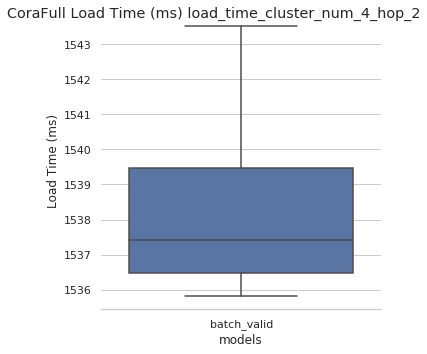 CoraFull Load Time (ms) load_time_cluster_num_4_hop_2
Load Time (ms)
1543
1542
1541
1540
1539
1538
1537
1536
batch_valid
models